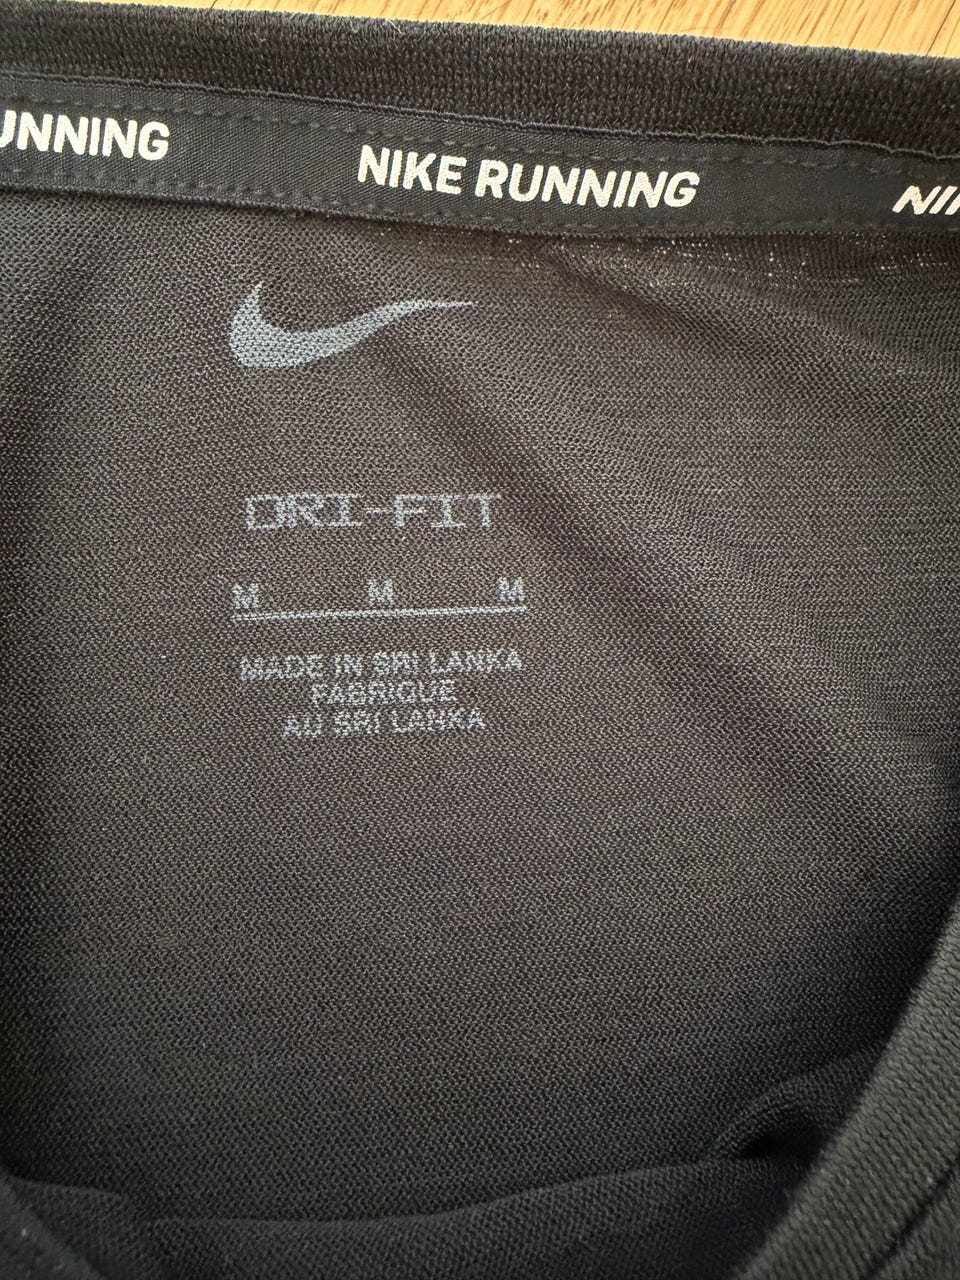 UNNING NIKE RUNNING NI
DRI-FIT
M M M
MADE IN SRI LANKA
FABRIQUE
AU SRI LANKA